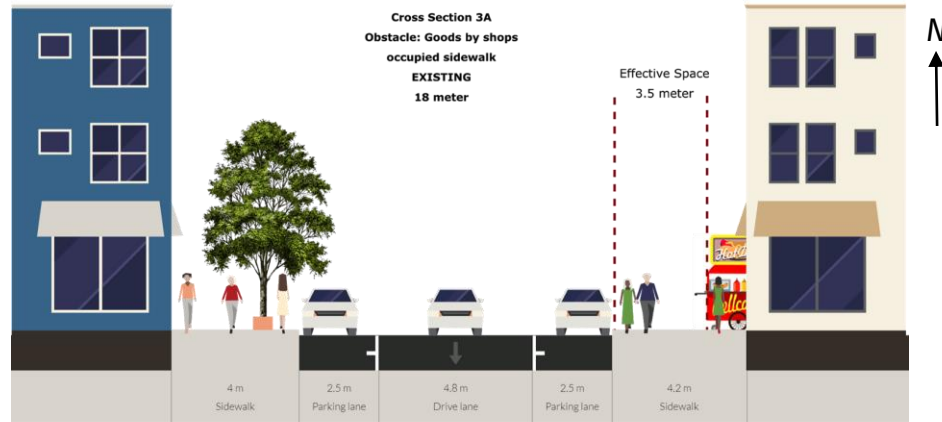 Cross Section 3A
Obstacle: Goods by shops
occupied sidewalk
EXISTING
18 meter
Effective Space
3.5 meter
N
4 m
Sidewalk
2.5 m
Parking lane
4.8 m
Drive lane
2.5 m
Parking lane
4.2 m
Sidewalk